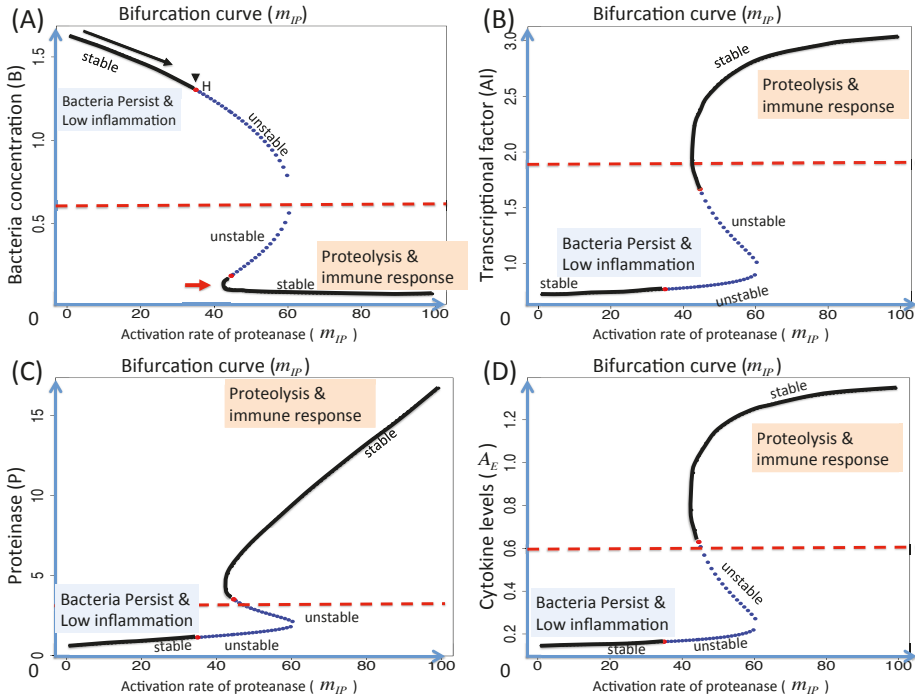 (A)
Bifurcation curve (m_IP)
Bacteria concentration (B)
1.5
1.0
0.5
0
stable
H
Bacteria Persist &
Low inflammation
unstable
unstable
Proteolysis &
immune response
stable
0 20 40 60 80 100
Activation rate of proteanase ( m_IP )
(B)
Bifurcation curve (m_IP)
Transcriptional factor (AI)
3.0
2.5
2.0
1.5
1.0
0
stable
Proteolysis &
immune response
unstable
Bacteria Persist &
Low inflammation
unstable
0 20 40 60 80 100
Activation rate of proteanase ( m_IP )
(C)
Bifurcation curve (m_IP)
Proteinase (P)
15
10
5
0
Proteolysis &
immune response
stable
Bacteria Persist &
Low inflammation
unstable
stable
unstable
0 20 40 60 80 100
Activation rate of proteanase ( m_IP )
(D)
Bifurcation curve (m_IP)
Cytokine levels ( A_E )
1.2
1.0
0.8
0.6
0.4
0.2
stable
Proteolysis &
immune response
unstable
Bacteria Persist &
Low inflammation
stable
unstable
0 20 40 60 80 100
Activation rate of proteanase ( m_IP )